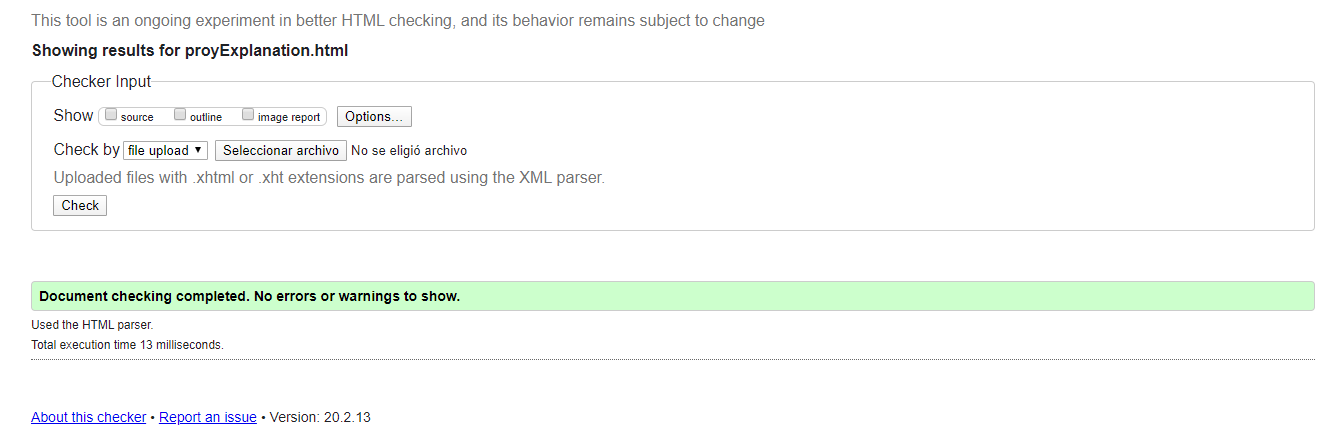 This tool is an ongoing experiment in better HTML checking, and its behavior remains subject to change
Showing results for proyExplanation.html
Checker Input
Show source outline image report Options...
Check by file upload Seleccionar archivo No se eligió archivo
Uploaded files with .xhtml or .xht extensions are parsed using the XML parser.
Check
Document checking completed. No errors or warnings to show.
Used the HTML parser.
Total execution time 13 milliseconds.
About this checker • Report an issue • Version: 20.2.13